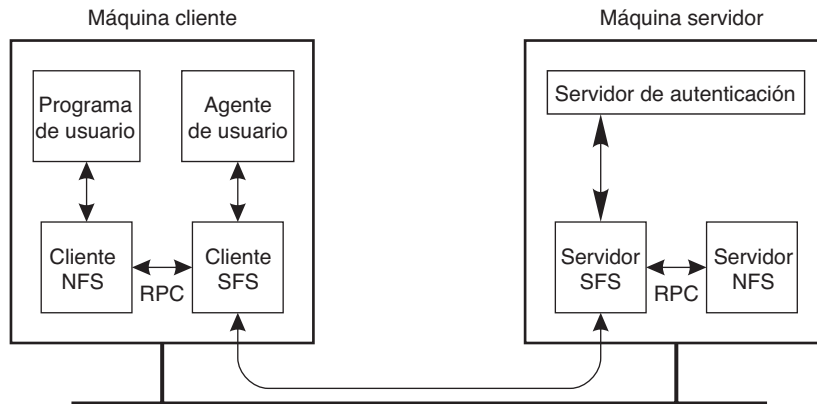 Máquina cliente
Máquina servidor
Programa
de usuario
Agente
de usuario
Servidor de autenticación
Cliente
NFS
RPC
Cliente
SFS
Servidor
SFS
RPC
Servidor
NFS